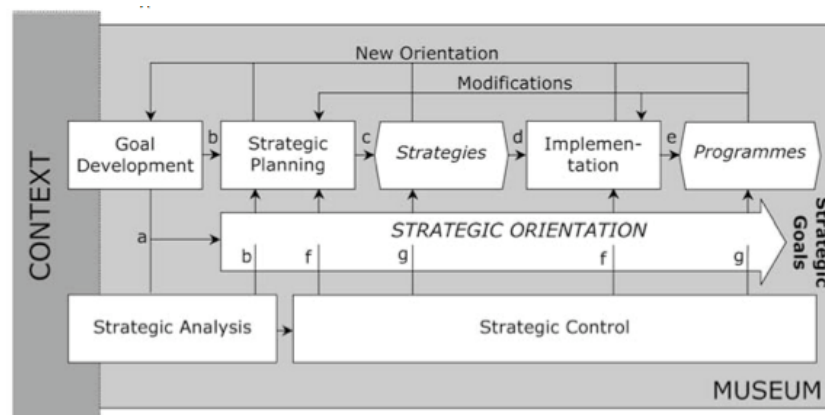 New Orientation
Modifications
CONTEXT
Goal
Development
b
Strategic
Planning
c
Strategies
d
Implemen-
tation
e
Programmes
a
STRATEGIC ORIENTATION
Strategic
Goals
b
f
g
f
g
Strategic Analysis
Strategic Control
MUSEUM